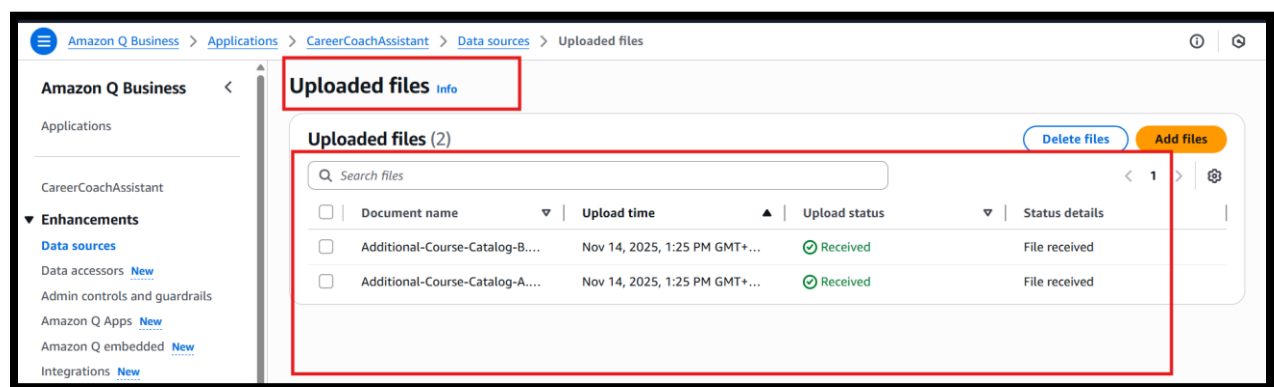 Amazon Q Business > Applications > CareerCoachAssistant > Data sources > Uploaded files
Amazon Q Business
Applications
CareerCoachAssistant
Enhancements
Data sources
Data accessors New
Admin controls and guardrails
Amazon Q Apps New
Amazon Q embedded New
Integrations New
Uploaded files Info
Uploaded files (2)
Delete files
Add files
Search files
1
Document name Upload time Upload status Status details
Additional-Course-Catalog-B.... Nov 14, 2025, 1:25 PM GMT+... Received File received
Additional-Course-Catalog-A.... Nov 14, 2025, 1:25 PM GMT+... Received File received